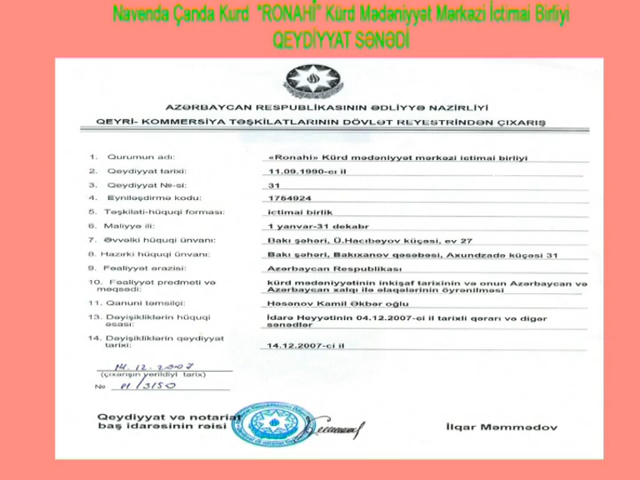 Navenda Çanda Kurd "RONAHİ" Kürd Mədəniyyət Mərkəzi İctimai Birliyi
QEYDİYYAT SƏNƏDİ
AZƏRBAYCAN RESPUBLİKASININ ƏDLİYYƏ NAZİRLİYİ
QEYRİ- KOMMERSİYA TƏŞKİLATLARININ DÖVLƏT REYESTRİNDƏN ÇIXARIŞ
1. Qurumun adı: «Ronahi» Kürd mədəniyyət mərkəzi ictimai birliyi
2. Qeydiyyat tarixi: 11.09.1990-cı il
3. Qeydiyyat №-si: 31
4. Eyniləşdirmə kodu: 1764924
5. Təşkilati-hüquqi forması: ictimai birlik
6. Maliyyə ili: 1 yanvar-31 dekabr
7. Əvvəlki hüquqi ünvanı: Bakı şəhəri, Ü.Hacıbəyov küçəsi, ev 27
8. Hazırki hüquqi ünvanı: Bakı şəhəri, Bakıxanov qəsəbəsi, Axundzadə küçəsi 31
9. Fəaliyyət ərazisi: Azərbaycan Respublikası
10. Fəaliyyət predmeti və məqsədi: kürd mədəniyyətinin inkişaf tarixinin və onun Azərbaycan və
Azərbaycan xalqı ilə əlaqələrinin öyrənilməsi
11. Qanuni təmsilçi: Həsənov Kamil Əkbər oğlu
13. Dəyişikliklərin hüquqi əsası: İdarə Heyyətinin 04.12.2007-ci il tarixli qərarı və digər
sənədlər
14. Dəyişikliklərin qeydiyyat tarixi: 14.12.2007-ci il
14.12.2007
(çıxarışın verildiyi tarix)
№ 11/3150
Qeydiyyat və notariat
baş idarəsinin rəisi İlqar Məmmədov